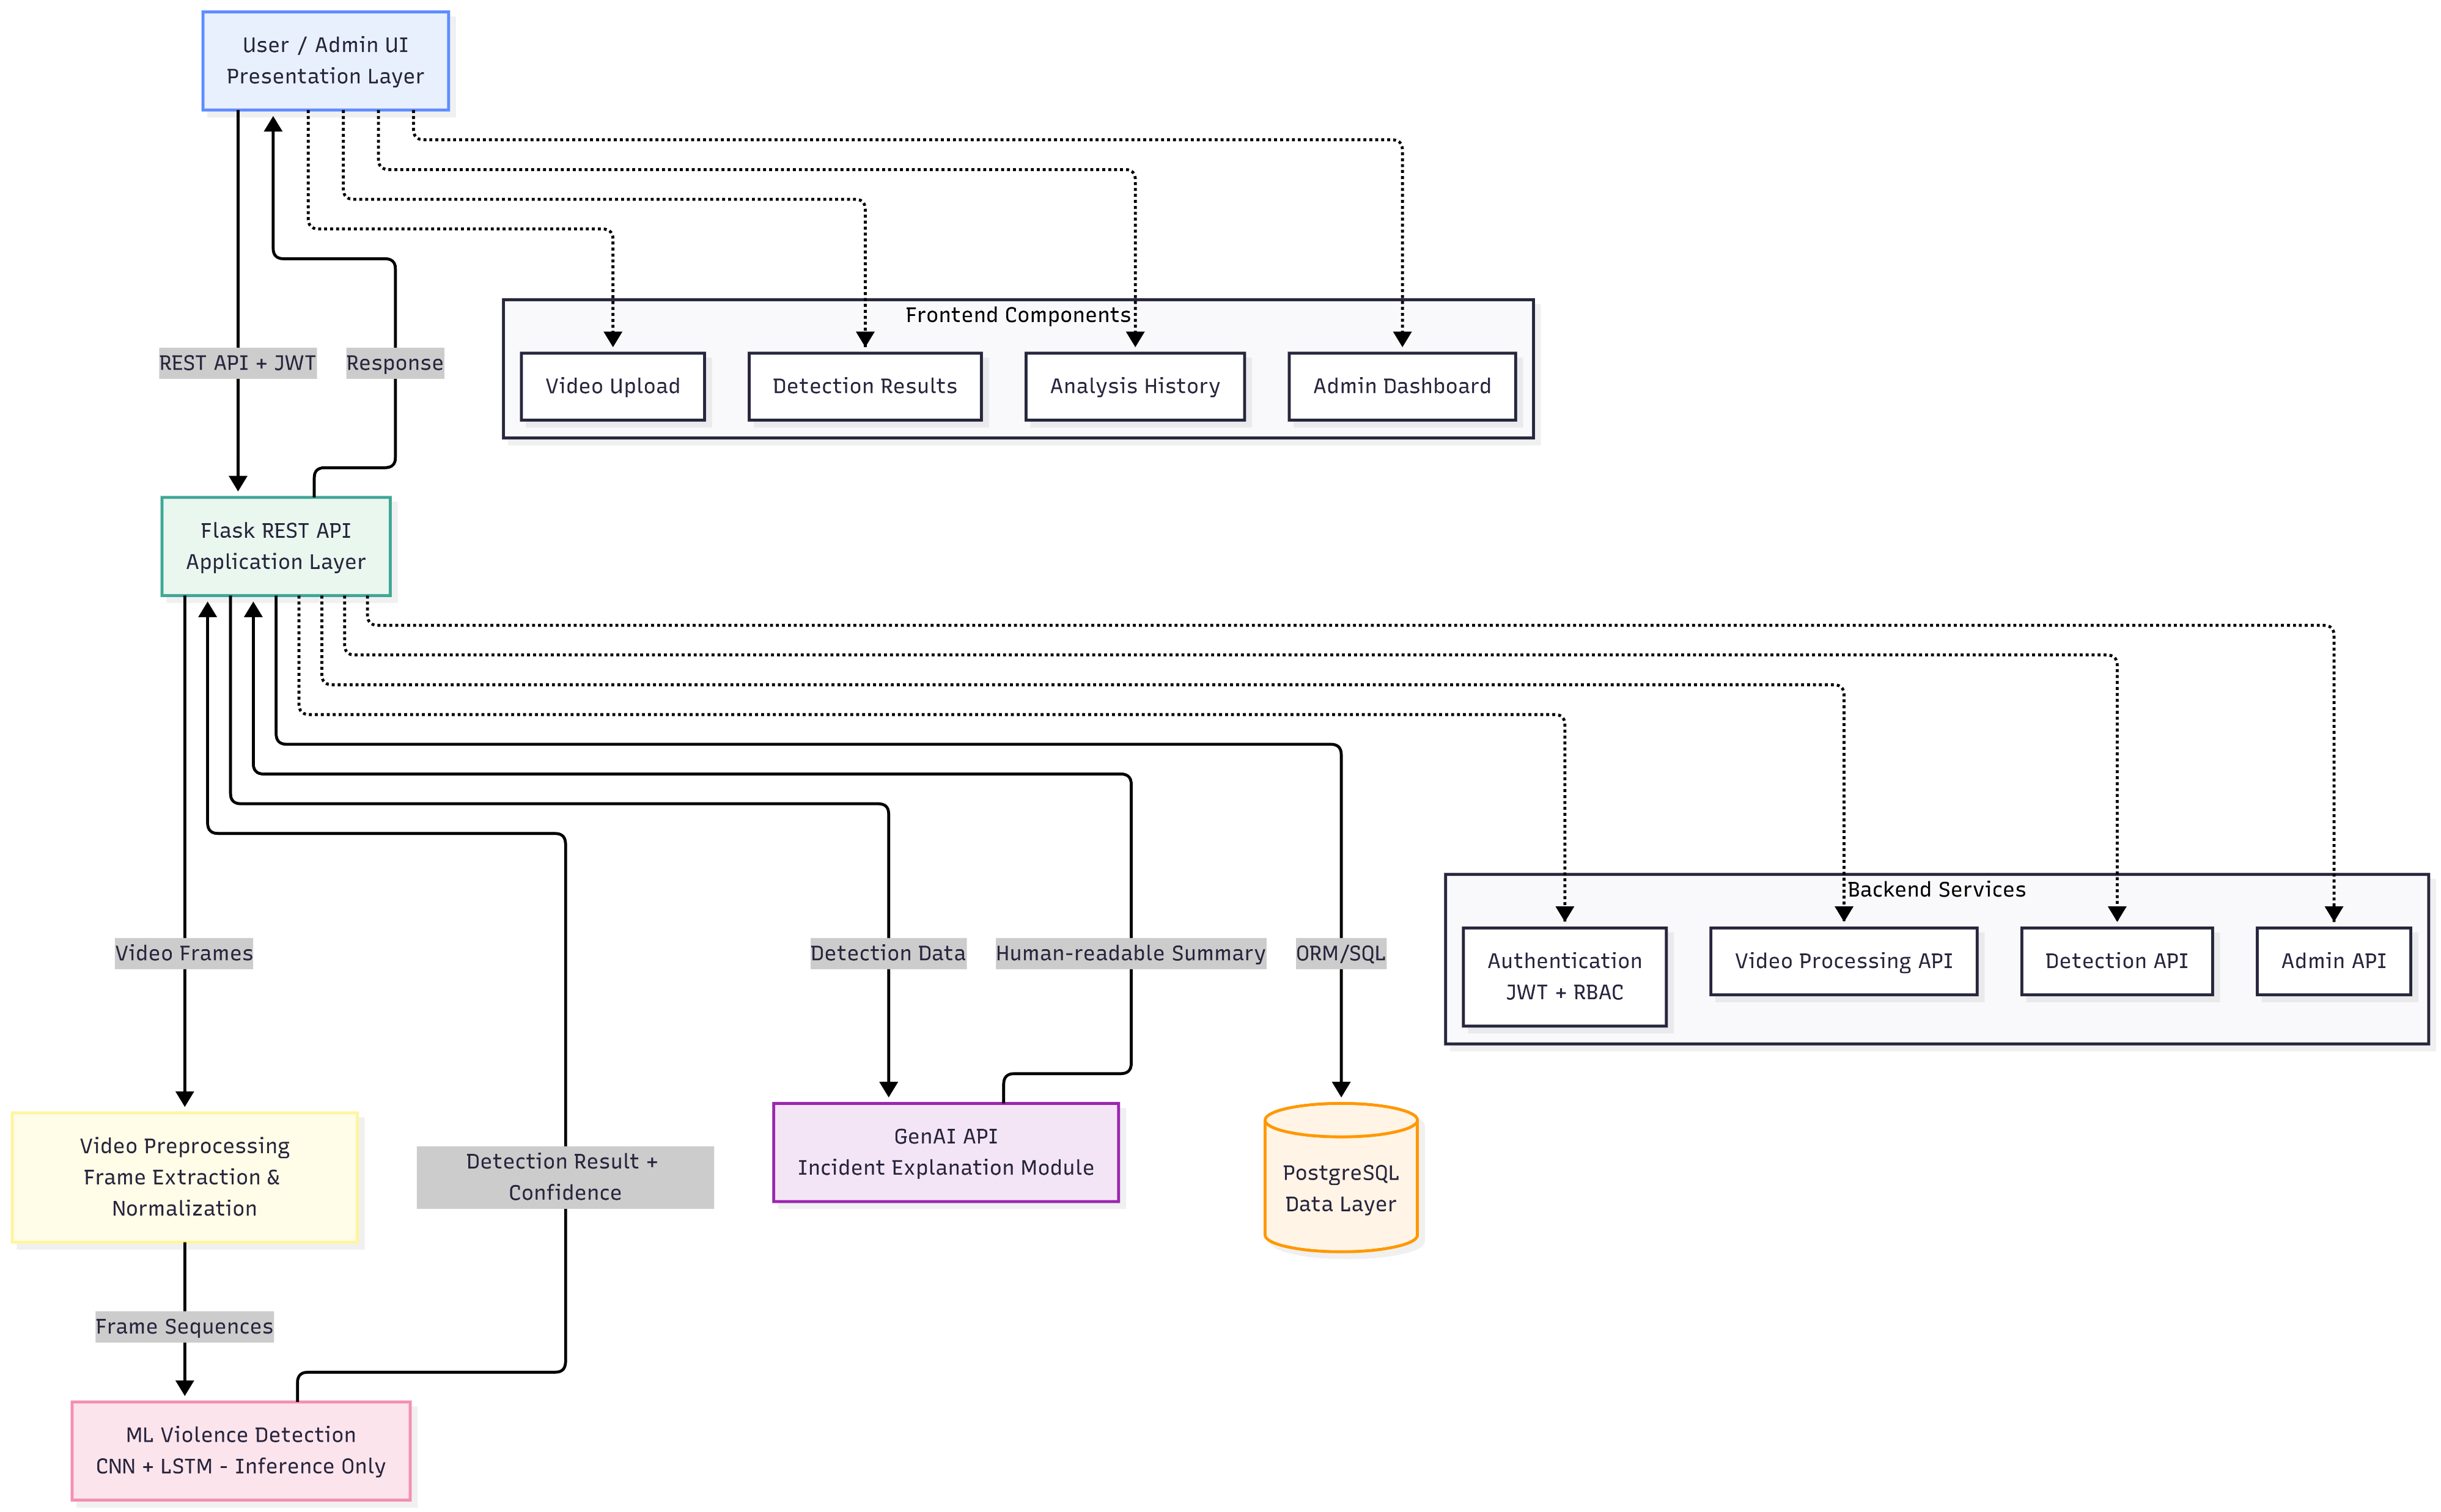 User / Admin UI
Presentation Layer
REST API + JWT
Response
Frontend Components
Video Upload
Detection Results
Analysis History
Admin Dashboard
Flask REST API
Application Layer
Video Frames
Detection Data
Human-readable Summary
ORM/SQL
Backend Services
Authentication
JWT + RBAC
Video Processing API
Detection API
Admin API
Video Preprocessing
Frame Extraction &
Normalization
Detection Result +
Confidence
GenAI API
Incident Explanation Module
PostgreSQL
Data Layer
Frame Sequences
ML Violence Detection
CNN + LSTM - Inference Only